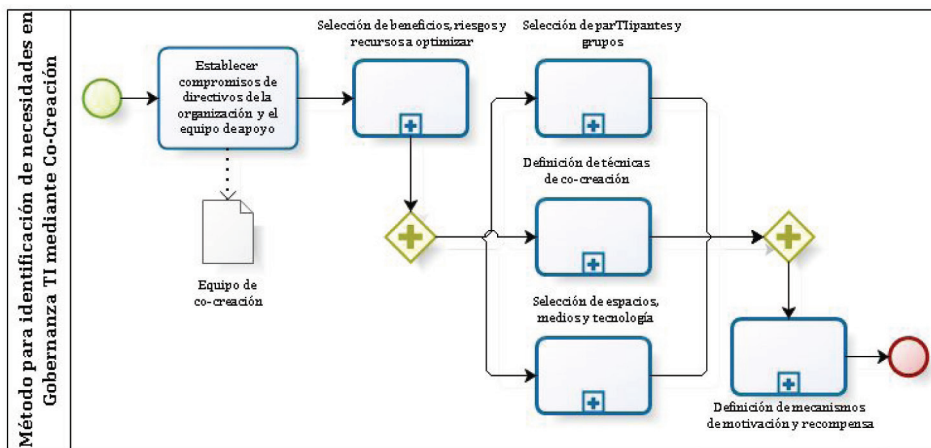 Método para identificación de necesidades en
Gobernanza TI mediante Co-Creación
Establecer
compromisos de
directivos de la
organización y el
equipo de apoyo
Equipo de
co-creación
Selección de beneficios, riesgos y
recursos a optimizar
Selección de parTIipantes y
grupos
Definición de técnicas
de co-creación
Selección de espacios,
medios y tecnología
Definición de mecanismos
de motivación y recompensa